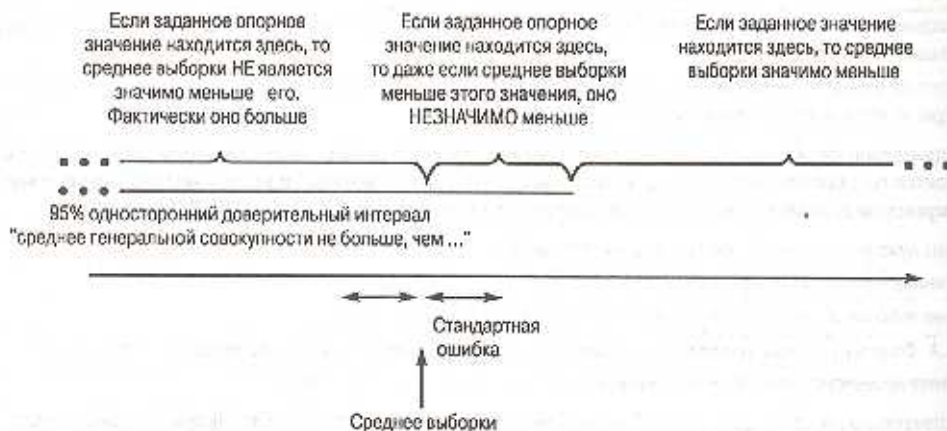 Если заданное опорное
значение находится здесь, то
среднее выборки НЕ является
значимо меньше его.
Фактически оно больше
Если заданное опорное
значение находится здесь,
то даже если среднее выборки
меньше этого значения, оно
НЕЗНАЧИМО меньше
Если заданное значение
находится здесь, то среднее
выборки значимо меньше
95% односторонний доверительный интервал
"среднее генеральной совокупности не больше, чем ..."
Стандартная
ошибка
Среднее выборки